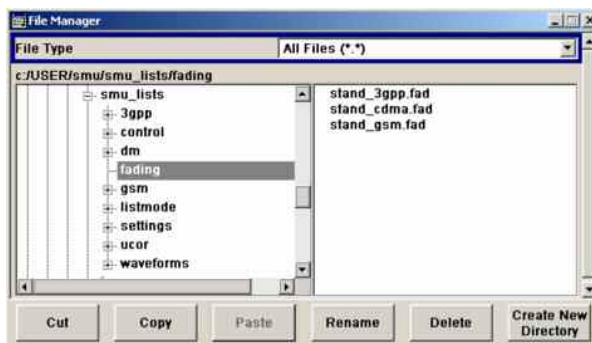 File Manager
File Type All Files (*.*)
c:/USER/smu/smu_lists/fading
smu_lists
3gpp
control
dm
fading
gsm
listmode
settings
ucor
waveforms
stand_3gpp.fad
stand_cdma.fad
stand_gsm.fad
Cut Copy Paste Rename Delete Create New
Directory